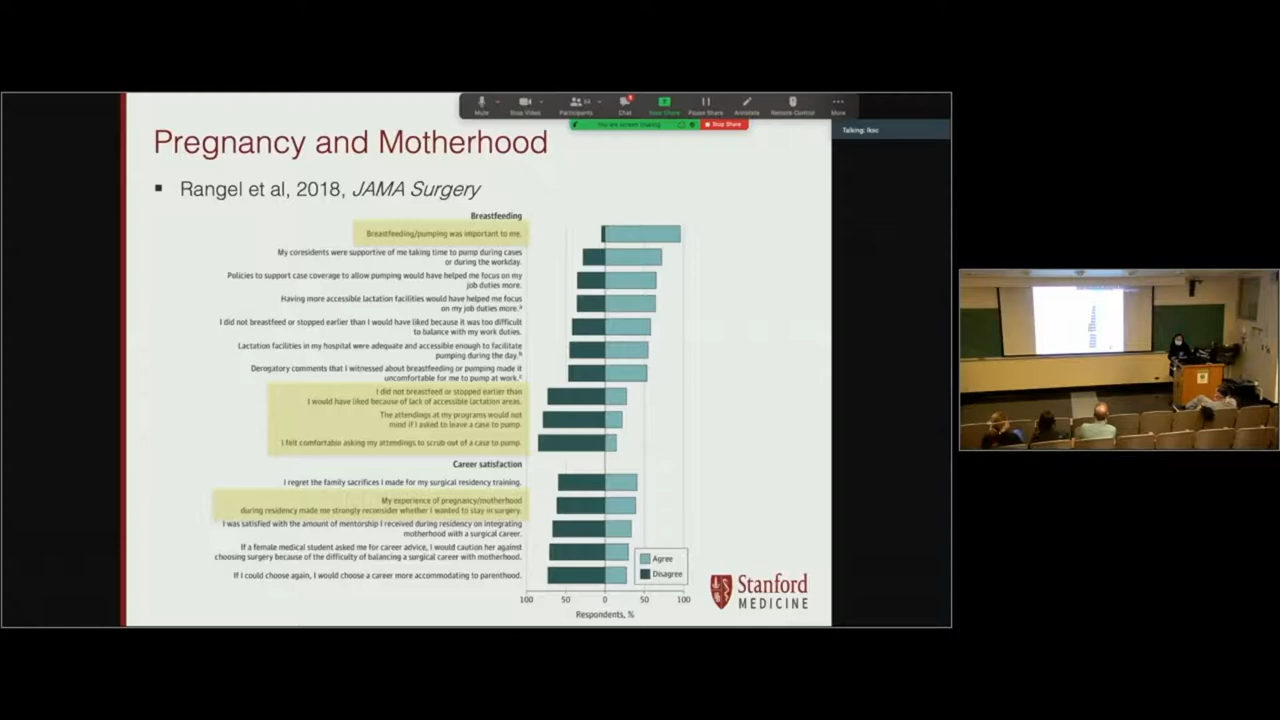 Mute
Stop Video
Participants
Chat
Stop Share
Pause Share
Annotate
Remote Control
More
You are screen sharing
Stop Share
Talking: lksc
Pregnancy and Motherhood
▪ Rangel et al, 2018, JAMA Surgery
Breastfeeding
Breastfeeding/pumping was important to me.
My coresidents were supportive of me taking time to pump during cases
or during the workday.
Policies to support case coverage to allow pumping would have helped me focus on my
job duties more.
Having more accessible lactation facilities would have helped me focus
on my job duties more.ᵃ
I did not breastfeed or stopped earlier than I would have liked because it was too difficult
to balance with my work duties.
Lactation facilities in my hospital were adequate and accessible enough to facilitate
pumping during the day.ᵇ
Derogatory comments that I witnessed about breastfeeding or pumping made it
uncomfortable for me to pump at work.ᶜ
I did not breastfeed or stopped earlier than
I would have liked because of lack of accessible lactation areas.
The attendings at my programs would not
mind if I asked to leave a case to pump.
I felt comfortable asking my attendings to scrub out of a case to pump.
Career satisfaction
I regret the family sacrifices I made for my surgical residency training.
My experience of pregnancy/motherhood
during residency made me strongly reconsider whether I wanted to stay in surgery.
I was satisfied with the amount of mentorship I received during residency on integrating
motherhood with a surgical career.
If a female medical student asked me for career advice, I would caution her against
choosing surgery because of the difficulty of balancing a surgical career with motherhood.
If I could choose again, I would choose a career more accommodating to parenthood.
Agree
Disagree
100 50 0 50 100
Respondents, %
Stanford
MEDICINE